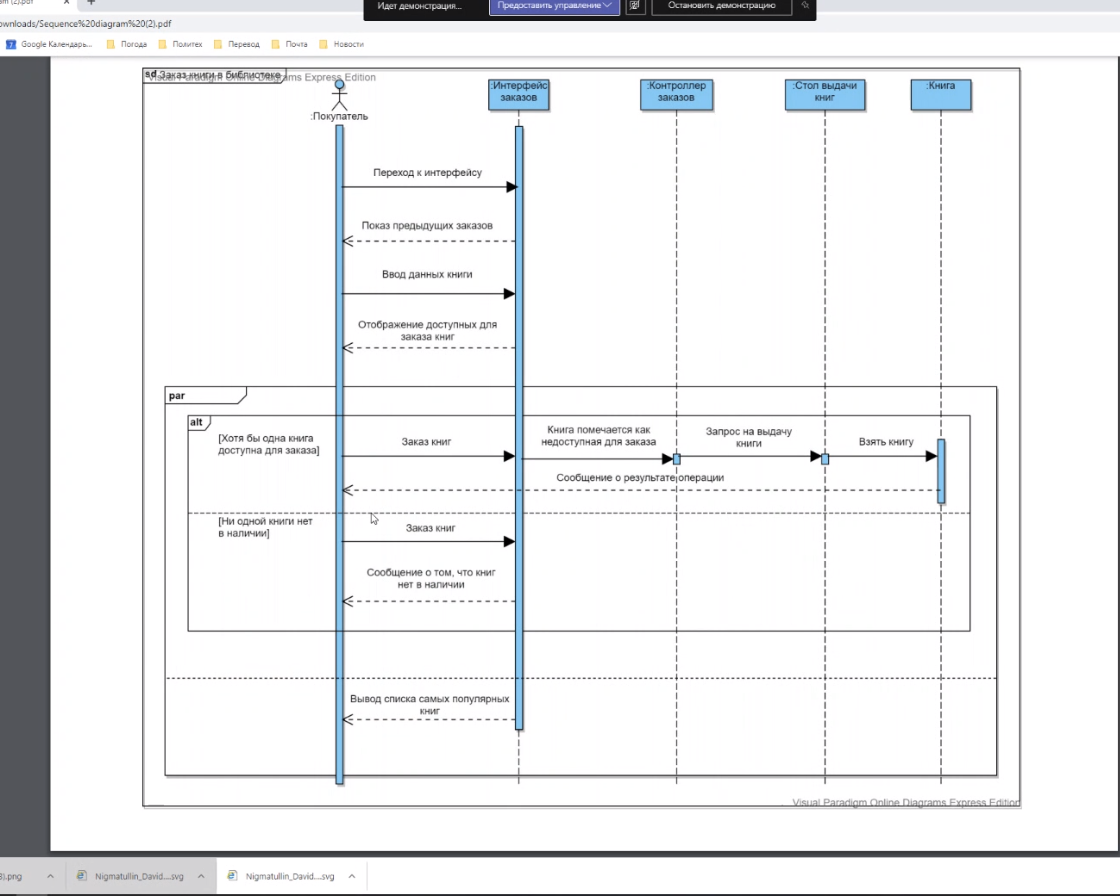 Идет демонстрация...
Предоставить управление
Остановить демонстрацию
ownloads/Sequence%20diagram%20(2).pdf
Google Календарь...
Погода
Политех
Перевод
Почта
Новости
sd Заказ книги в библиотеке
Visual Paradigm Online Diagrams Express Edition
:Покупатель
:Интерфейс
заказов
:Контроллер
заказов
:Стол выдачи
книг
:Книга
Переход к интерфейсу
Показ предыдущих заказов
Ввод данных книги
Отображение доступных для
заказа книг
par
alt
[Хотя бы одна книга
доступна для заказа]
Заказ книг
Книга помечается как
недоступная для заказа
Запрос на выдачу
книги
Взять книгу
Сообщение о результате операции
[Ни одной книги нет
в наличии]
Заказ книг
Сообщение о том, что книг
нет в наличии
Вывод списка самых популярных
книг
Visual Paradigm Online Diagrams Express Edition
.png
Nigmatullin_David....svg
Nigmatullin_David....svg